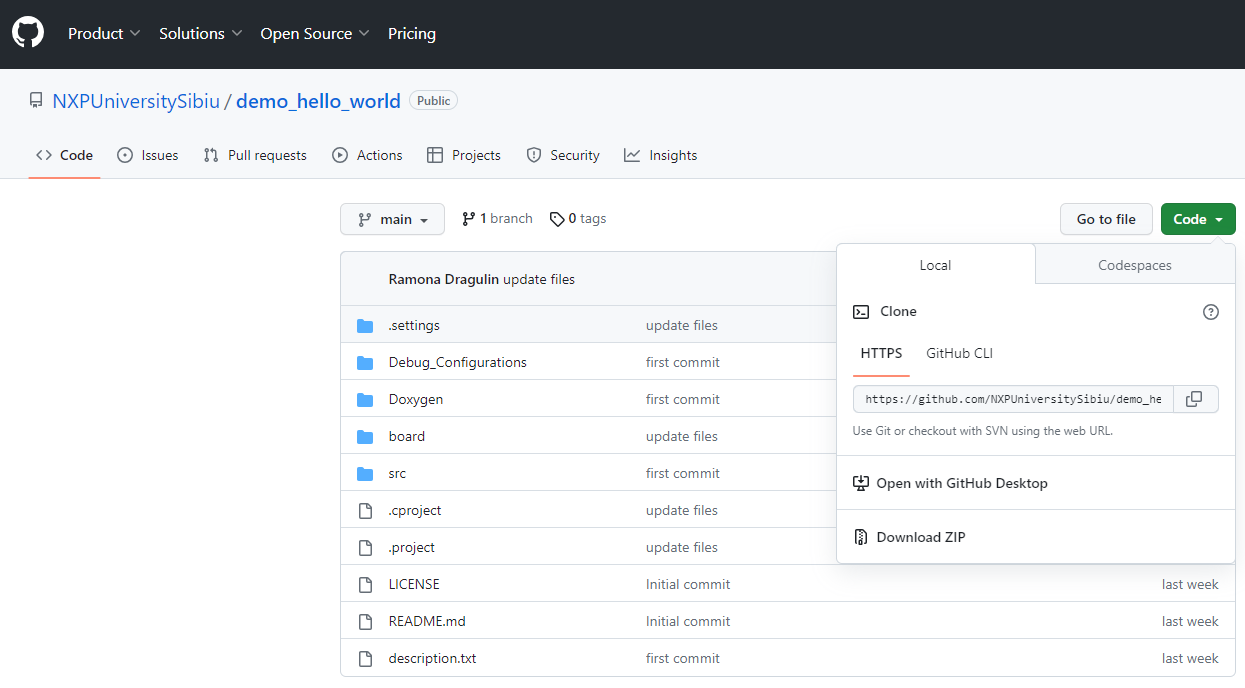 Product Solutions Open Source Pricing
NXPUniversitySibiu / demo_hello_world Public
Code Issues Pull requests Actions Projects Security Insights
main 1 branch 0 tags Go to file Code
Ramona Dragulin update files
Local Codespaces
Clone
HTTPS GitHub CLI
https://github.com/NXPUniversitySibiu/demo_he
Use Git or checkout with SVN using the web URL.
Open with GitHub Desktop
Download ZIP
.settings update files
Debug_Configurations first commit
Doxygen first commit
board update files
src first commit
.cproject update files
.project update files
LICENSE Initial commit last week
README.md Initial commit last week
description.txt first commit last week